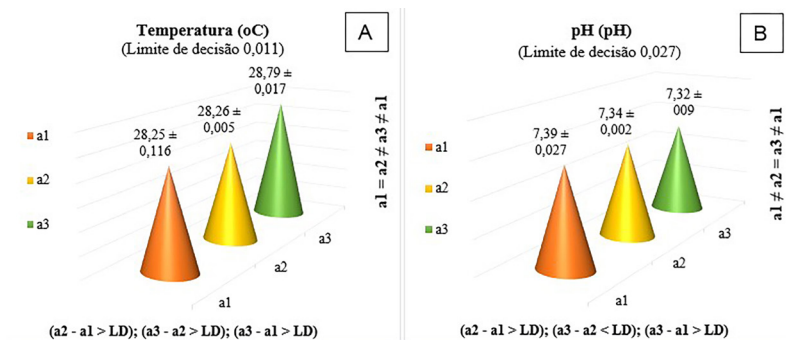 Temperatura (oC)
A
(Limite de decisão 0,011)
28,79 ±
0,017
28,26 ±
0,005
28,25 ±
0,116
a1
a2
a3
a1
a2
a3
a1 = a2 ≠ a3 ≠ a1
(a2 - a1 > LD); (a3 - a2 > LD); (a3 - a1 > LD)
pH (pH)
B
(Limite de decisão 0,027)
7,32 ±
009
7,34 ±
0,002
7,39 ±
0,027
a1
a2
a3
a1
a2
a3
a1 ≠ a2 = a3 ≠ a1
(a2 - a1 > LD); (a3 - a2 < LD); (a3 - a1 > LD)